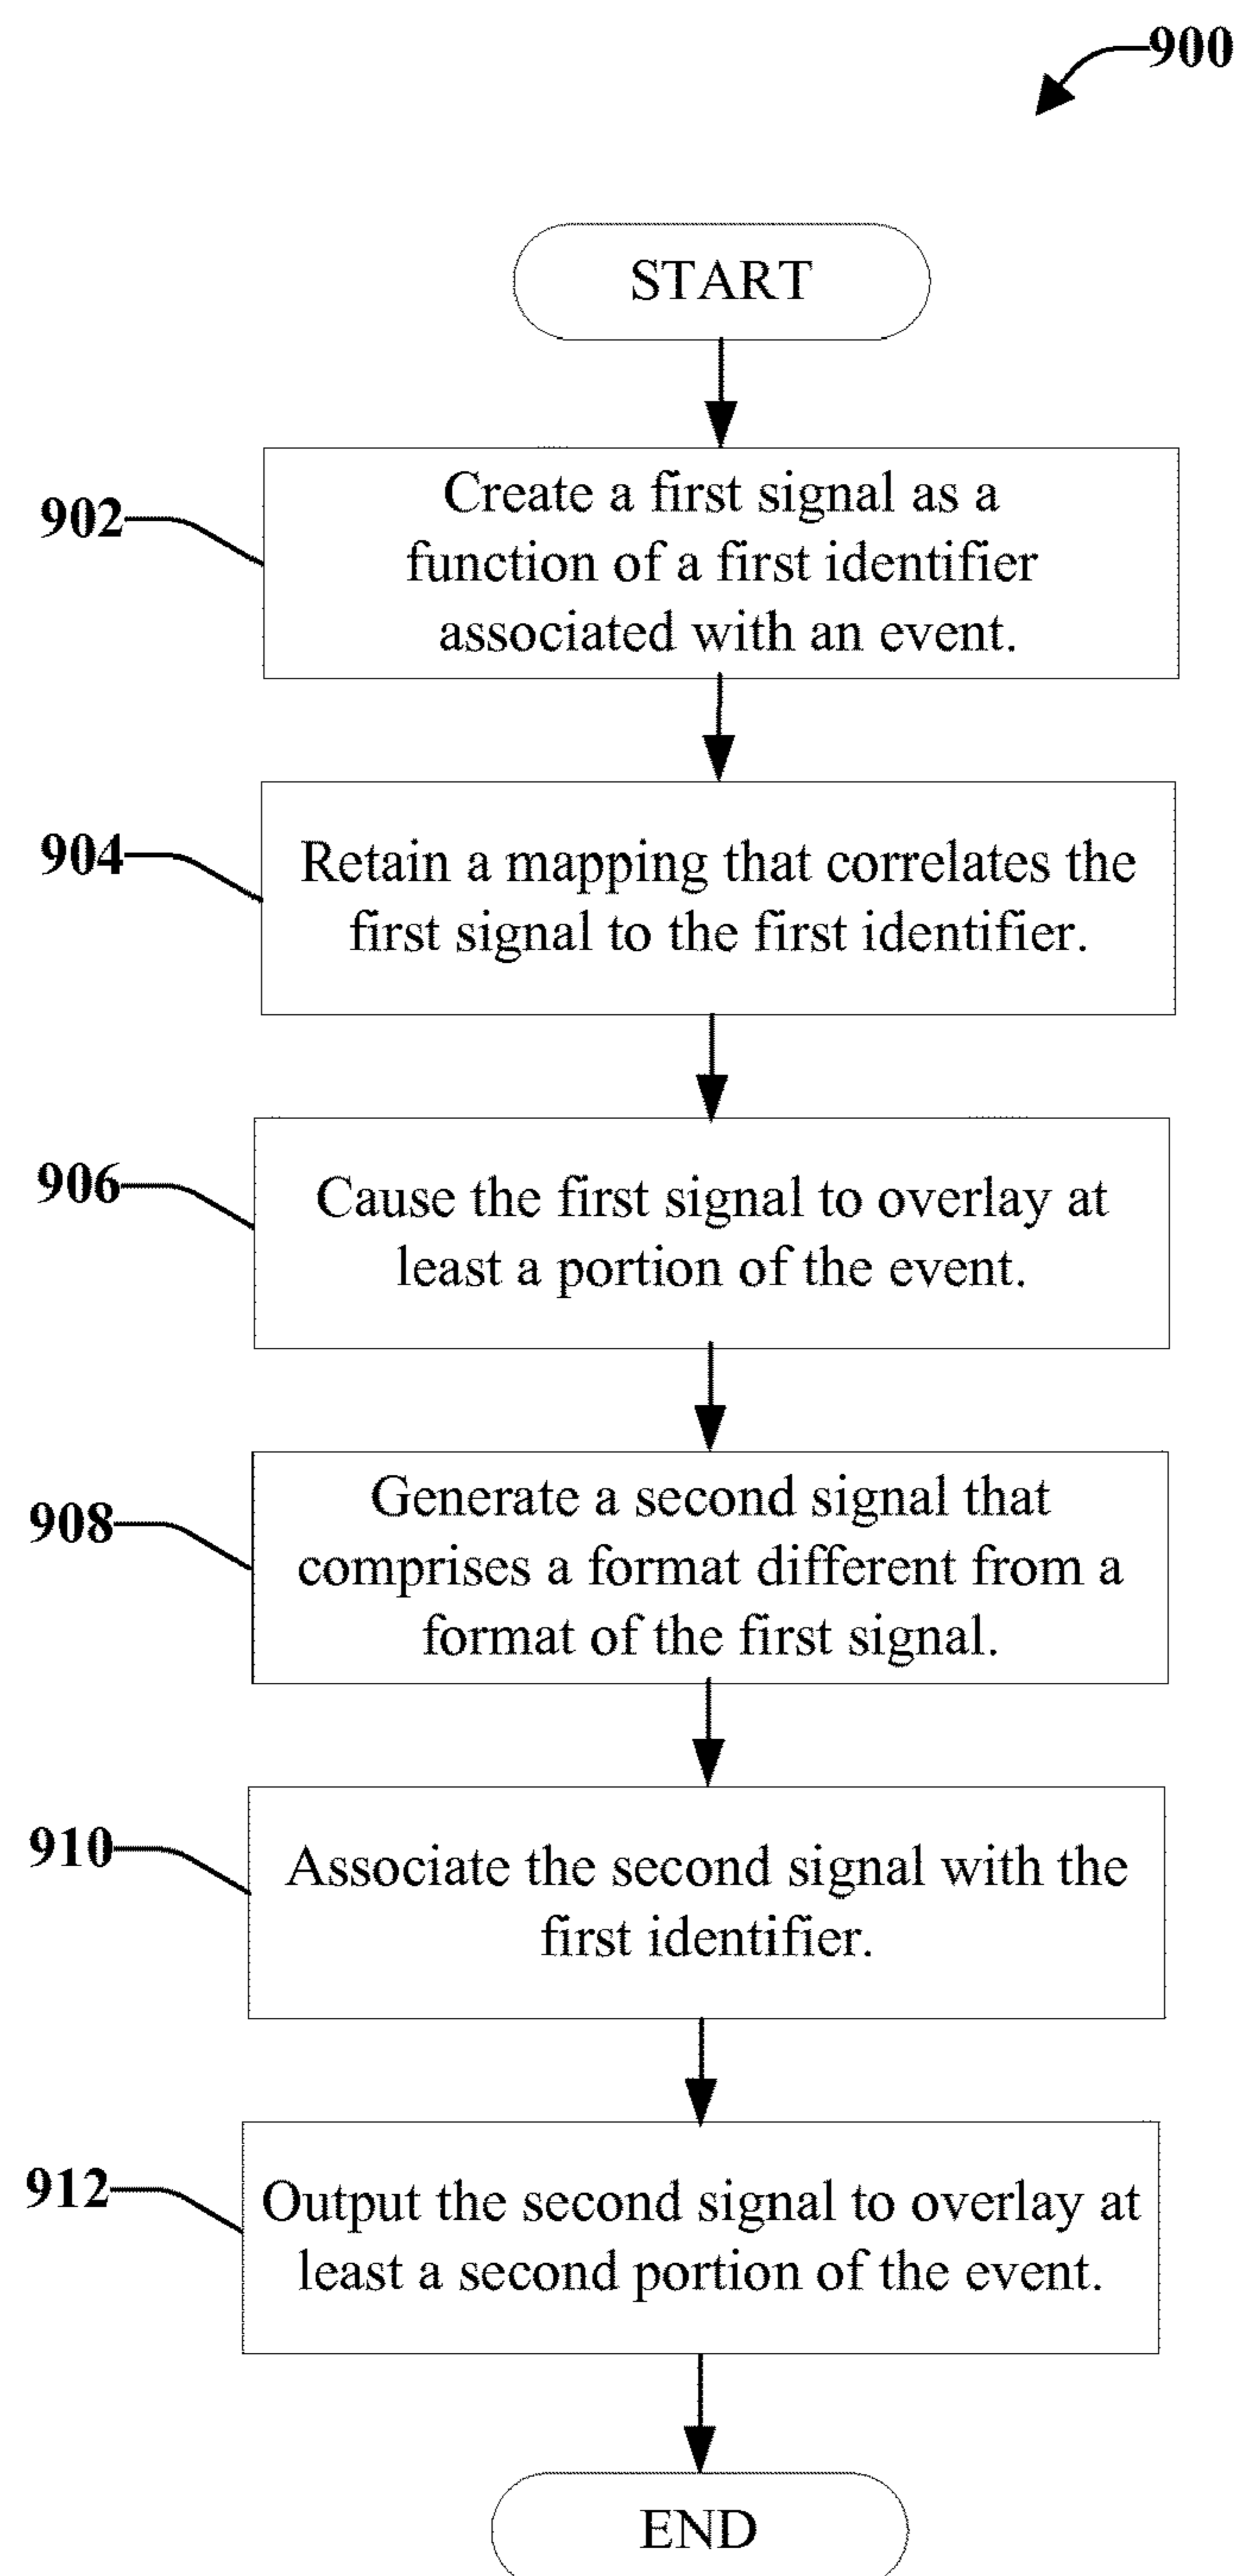 900
START
902
Create a first signal as a
function of a first identifier
associated with an event.
904
Retain a mapping that correlates the
first signal to the first identifier.
906
Cause the first signal to overlay at
least a portion of the event.
908
Generate a second signal that
comprises a format different from a
format of the first signal.
910
Associate the second signal with the
first identifier.
912
Output the second signal to overlay at
least a second portion of the event.
END